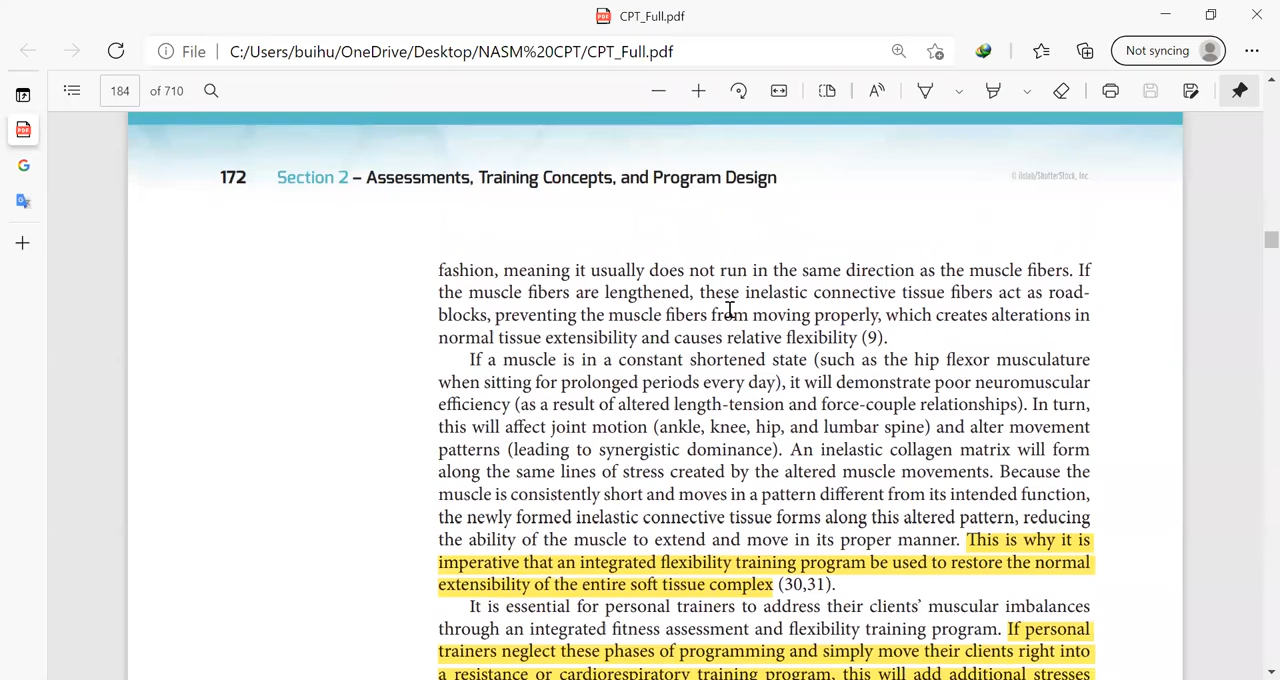 CPT_Full.pdf
File C:/Users/buihu/OneDrive/Desktop/NASM%20CPT/CPT_Full.pdf Not syncing
184 of 710
172 Section 2 – Assessments, Training Concepts, and Program Design
fashion, meaning it usually does not run in the same direction as the muscle fibers. If
the muscle fibers are lengthened, these inelastic connective tissue fibers act as road-
blocks, preventing the muscle fibers from moving properly, which creates alterations in
normal tissue extensibility and causes relative flexibility (9).
If a muscle is in a constant shortened state (such as the hip flexor musculature
when sitting for prolonged periods every day), it will demonstrate poor neuromuscular
efficiency (as a result of altered length-tension and force-couple relationships). In turn,
this will affect joint motion (ankle, knee, hip, and lumbar spine) and alter movement
patterns (leading to synergistic dominance). An inelastic collagen matrix will form
along the same lines of stress created by the altered muscle movements. Because the
muscle is consistently short and moves in a pattern different from its intended function,
the newly formed inelastic connective tissue forms along this altered pattern, reducing
the ability of the muscle to extend and move in its proper manner. This is why it is
imperative that an integrated flexibility training program be used to restore the normal
extensibility of the entire soft tissue complex (30,31).
It is essential for personal trainers to address their clients’ muscular imbalances
through an integrated fitness assessment and flexibility training program. If personal
trainers neglect these phases of programming and simply move their clients right into
a resistance or cardiorespiratory training program, this will add additional stresses